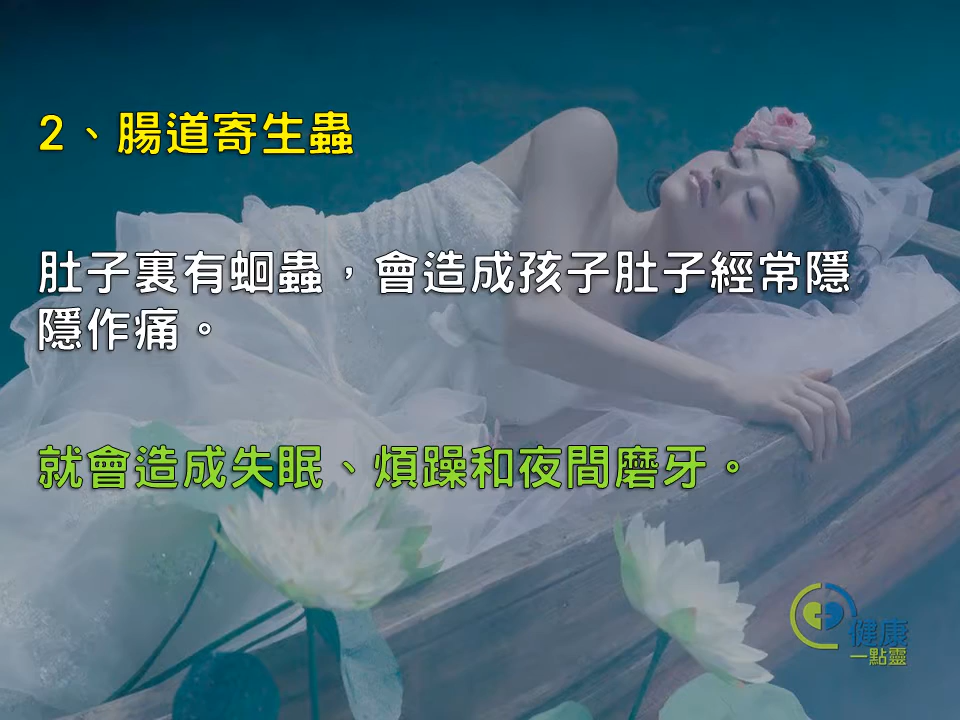 2、腸道寄生蟲
肚子裏有蛔蟲，會造成孩子肚子經常隱
隱作痛。
就會造成失眠、煩躁和夜間磨牙。
健康
一點靈